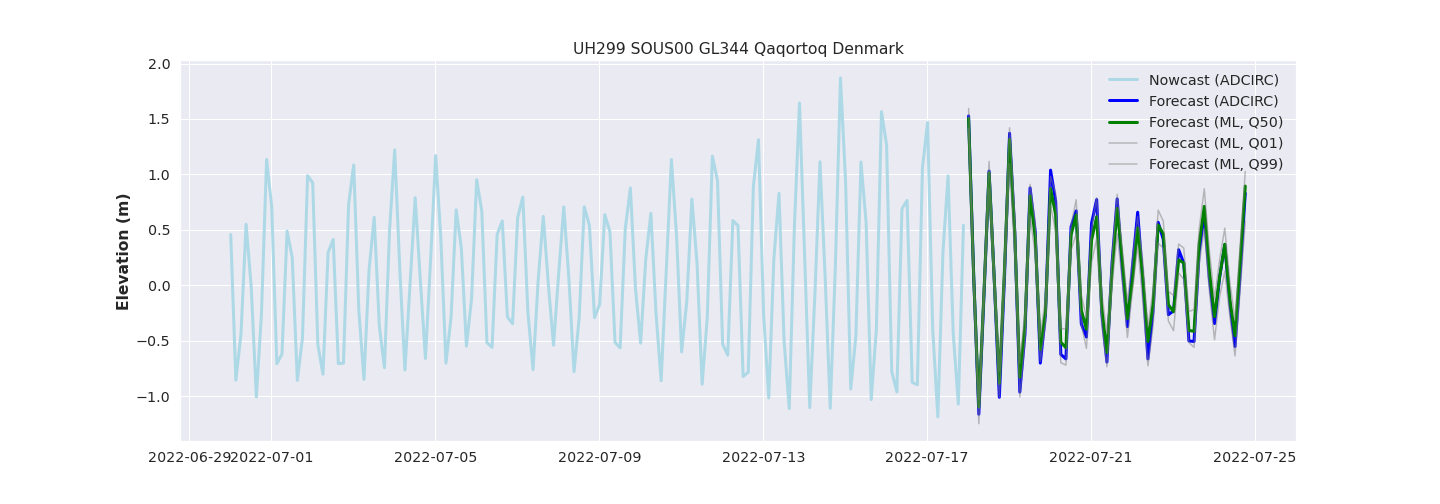 UH299 SOUS00 GL344 Qaqortoq Denmark
Elevation (m)
2.0
1.5
1.0
0.5
0.0
−0.5
−1.0
Nowcast (ADCIRC)
Forecast (ADCIRC)
Forecast (ML, Q50)
Forecast (ML, Q01)
Forecast (ML, Q99)
2022-06-29 2022-07-01 2022-07-05 2022-07-09 2022-07-13 2022-07-17 2022-07-21 2022-07-25